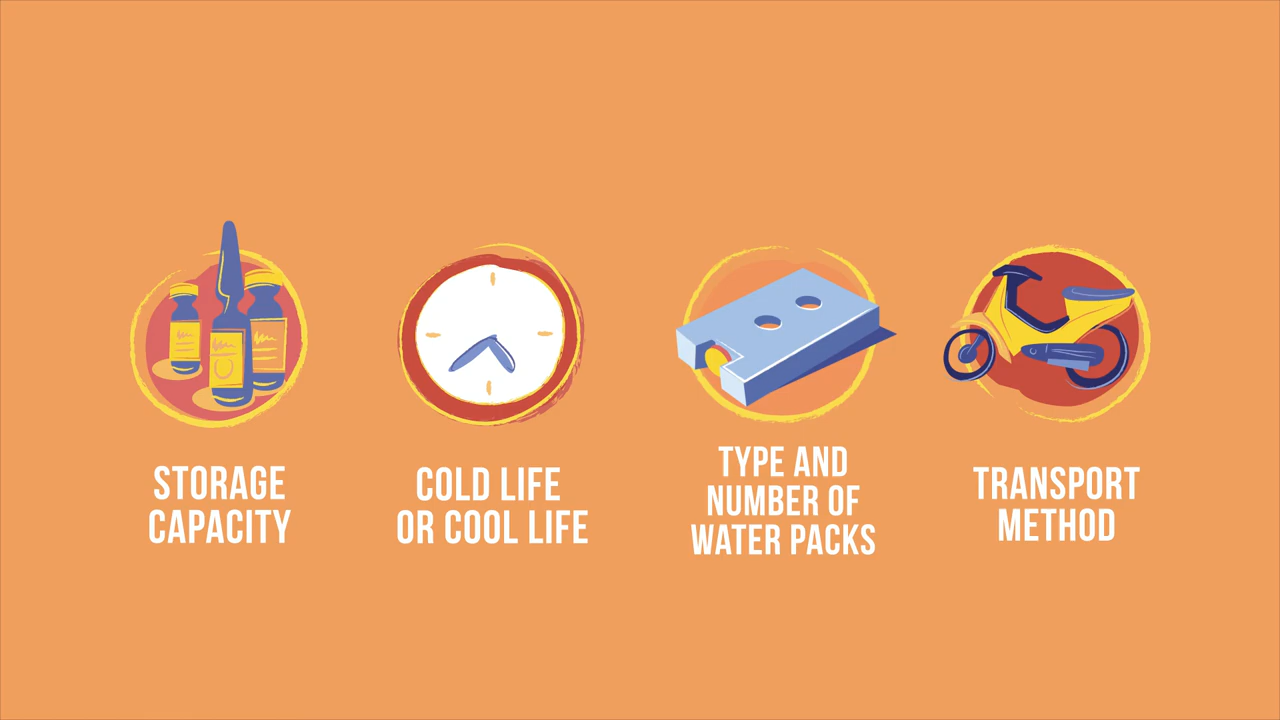 STORAGE
CAPACITY
COLD LIFE
OR COOL LIFE
TYPE AND
NUMBER OF
WATER PACKS
TRANSPORT
METHOD